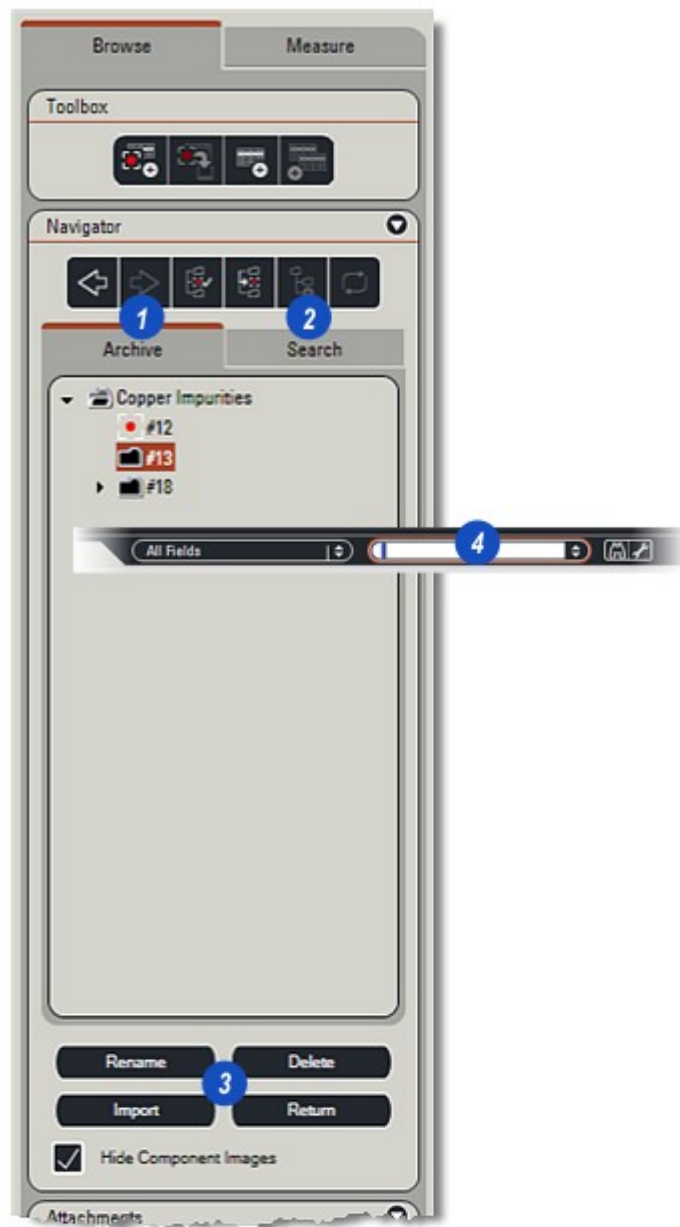 Browse Measure
Toolbox
Navigator
1 2
Archive Search
Copper Impurities
#12
#13
#18
All Fields 4
Rename Delete
3
Import Return
Hide Component Images
Attachments